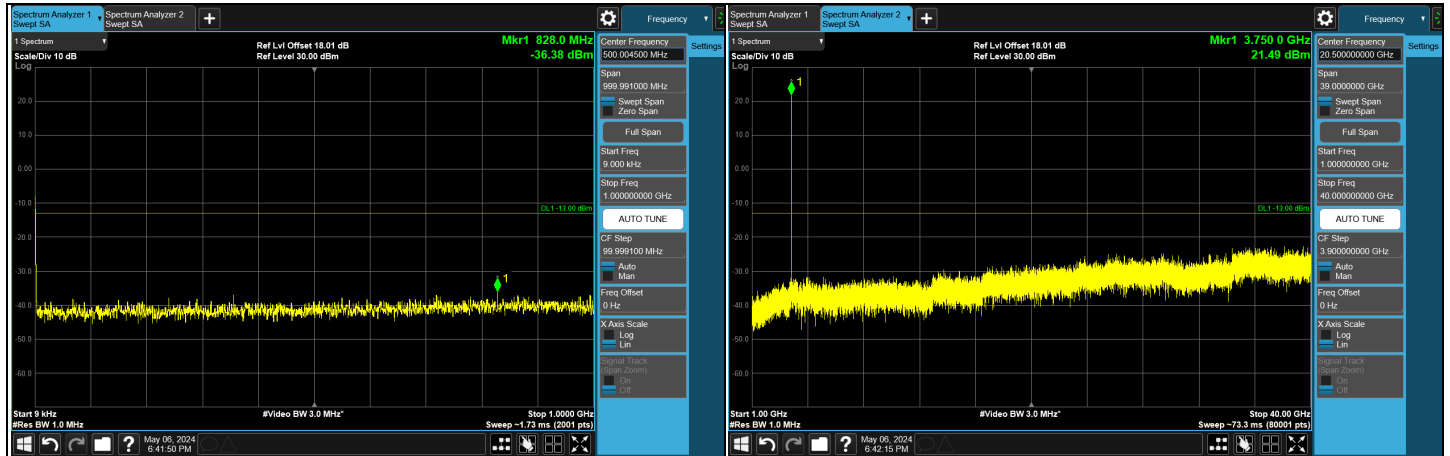 Spectrum Analyzer 1
Swept SA
Spectrum Analyzer 2
Swept SA
+
Frequency
1 Spectrum
Scale/Div 10 dB
Log
Ref Lvl Offset 18.01 dB
Ref Level 30.00 dBm
Mkr1 828.0 MHz
-36.38 dBm
20.0
10.0
0.00
-10.0
-20.0
-30.0
-40.0
-50.0
-60.0
DL1 -13.00 dBm
1
Start 9 kHz
#Res BW 1.0 MHz
#Video BW 3.0 MHz*
Stop 1.0000 GHz
Sweep ~1.73 ms (2001 pts)
Center Frequency
500.004500 MHz
Settings
Span
999.991000 MHz
Swept Span
Zero Span
Full Span
Start Freq
9.000 kHz
Stop Freq
1.000000000 GHz
AUTO TUNE
CF Step
99.999100 MHz
Auto
Man
Freq Offset
0 Hz
X Axis Scale
Log
Lin
Signal Track
(Span Zoom)
On
Off
?
May 06, 2024
6:41:50 PM
Spectrum Analyzer 1
Swept SA
Spectrum Analyzer 2
Swept SA
+
Frequency
1 Spectrum
Scale/Div 10 dB
Log
Ref Lvl Offset 18.01 dB
Ref Level 30.00 dBm
Mkr1 3.750 0 GHz
21.49 dBm
1
20.0
10.0
0.00
-10.0
-20.0
-30.0
-40.0
-50.0
-60.0
DL1 -13.00 dBm
Start 1.00 GHz
#Res BW 1.0 MHz
#Video BW 3.0 MHz*
Stop 40.00 GHz
Sweep ~73.3 ms (80001 pts)
Center Frequency
20.500000000 GHz
Settings
Span
39.0000000 GHz
Swept Span
Zero Span
Full Span
Start Freq
1.000000000 GHz
Stop Freq
40.000000000 GHz
AUTO TUNE
CF Step
3.900000000 GHz
Auto
Man
Freq Offset
0 Hz
X Axis Scale
Log
Lin
Signal Track
(Span Zoom)
On
Off
?
May 06, 2024
6:42:15 PM